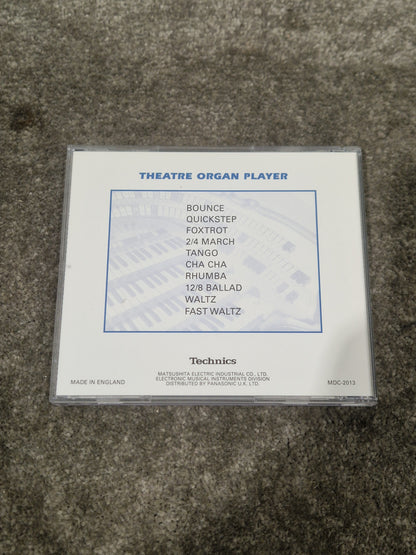 THEATRE ORGAN PLAYER
BOUNCE
QUICKSTEP
FOXTROT
2/4 MARCH
TANGO
CHA CHA
RHUMBA
12/8 BALLAD
WALTZ
FAST WALTZ
Technics
MATSUSHITA ELECTRIC INDUSTRIAL CO., LTD.
ELECTRONIC MUSICAL INSTRUMENTS DIVISION
DISTRIBUTED BY PANASONIC U.K. LTD.
MADE IN ENGLAND
MDC-2013